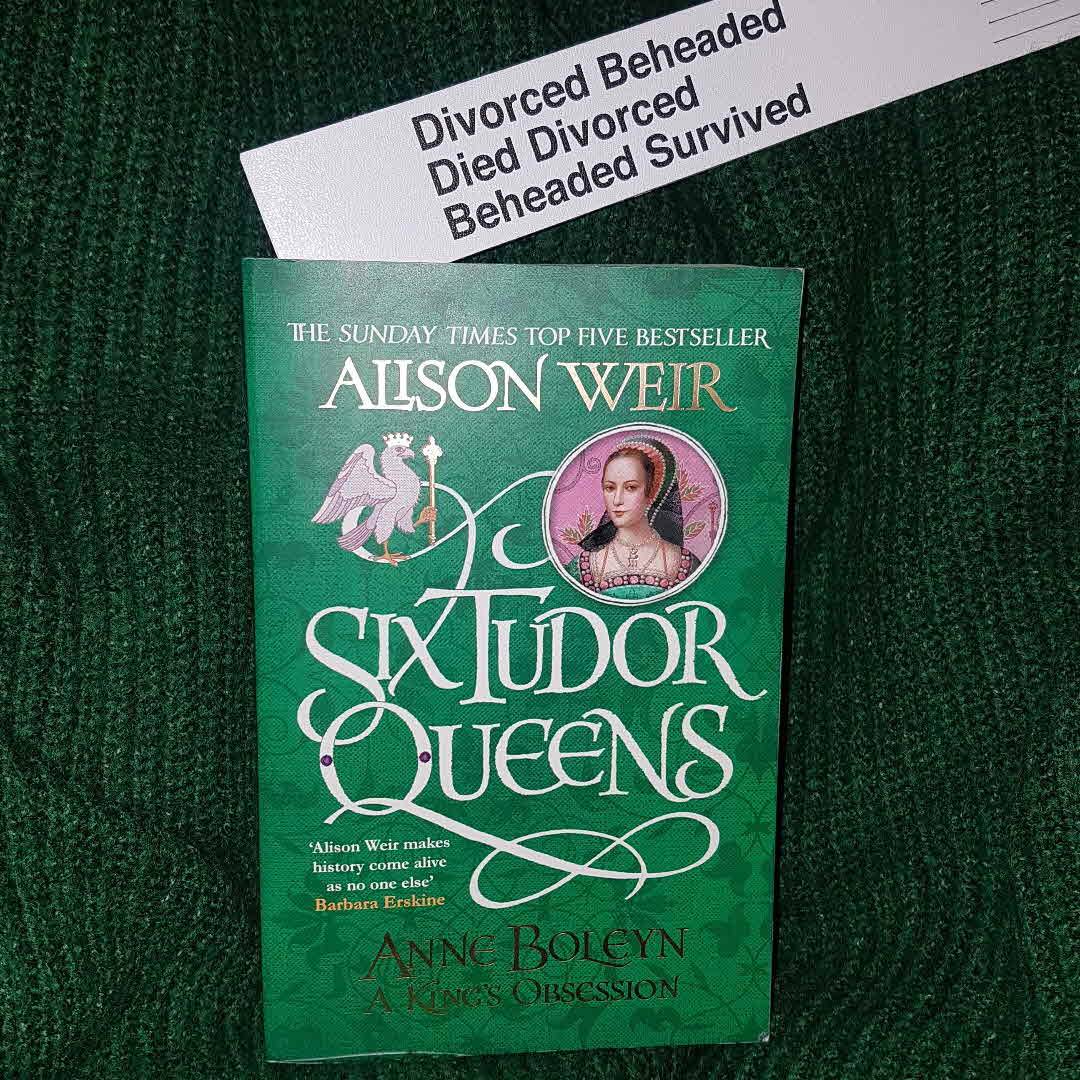 Divorced Beheaded
Died Divorced
Beheaded Survived
THE SUNDAY TIMES TOP FIVE BESTSELLER
ALISON WEIR
SIX TUDOR
QUEENS
‘Alison Weir makes
history come alive
as no one else’
Barbara Erskine
ANNE BOLEYN
A KING'S OBSESSION